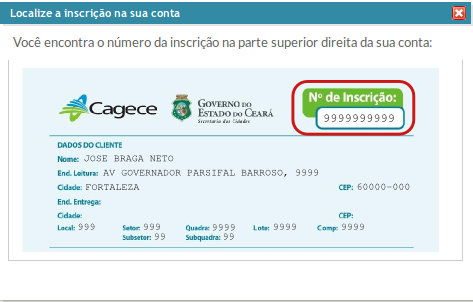 Localize a inscrição na sua conta
Você encontra o número da inscrição na parte superior direita da sua conta:
Cagece
GOVERNO DO
ESTADO DO CEARÁ
Secretaria das Cidades
Nº de Inscrição:
9999999999
DADOS DO CLIENTE
Nome: JOSE BRAGA NETO
End. Leitura: AV GOVERNADOR PARSIFAL BARROSO, 9999
Cidade: FORTALEZA CEP: 60000-000
End. Entrega:
Cidade: CEP:
Local: 999 Setor: 999 Quadra: 9999 Lote: 9999 Comp: 9999
Subsetor: 99 Subquadra: 99